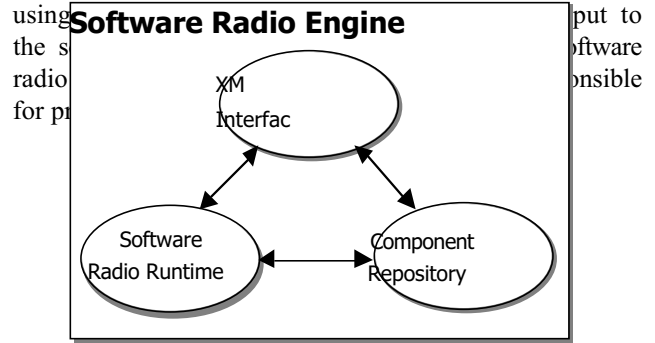 using put to
Software Radio Engine
the s oftware
radio onsible
for pr
XM
Interfac
Software
Radio Runtime
Component
Repository